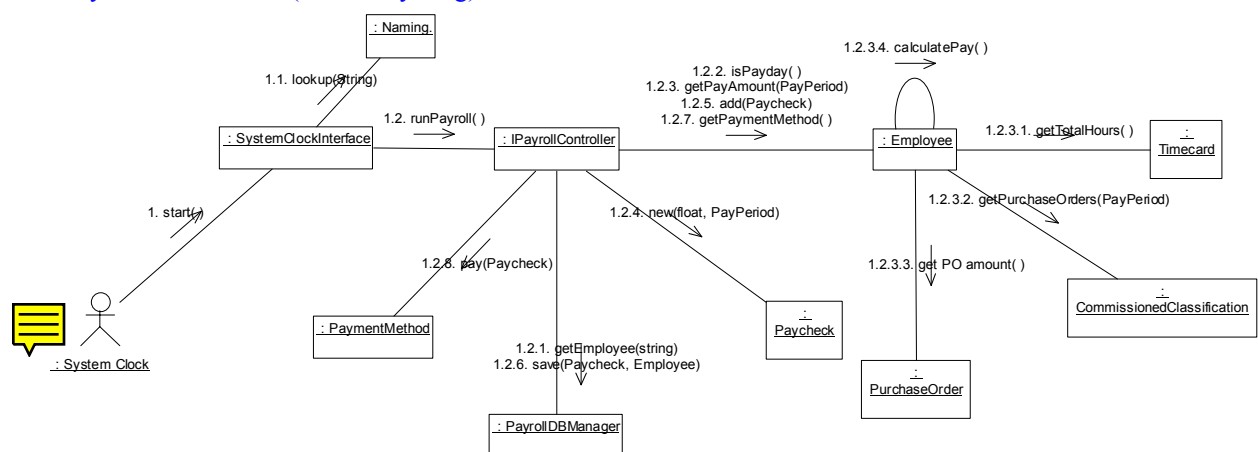 : Naming.
1.2.3.4. calculatePay( )
1.1. lookup(String)
1.2.2. isPayday( )
1.2.3. getPayAmount(PayPeriod)
1.2.5. add(Paycheck)
1.2.7. getPaymentMethod( )
1.2. runPayroll( )
: SystemClockInterface
: IPayrollController
: Employee
1.2.3.1. getTotalHours( )
:
Timecard
1. start( )
1.2.4. new(float, PayPeriod)
1.2.3.2. getPurchaseOrders(PayPeriod)
1.2.8. pay(Paycheck)
1.2.3.3. get PO amount( )
:
CommissionedClassification
: PaymentMethod
:
Paycheck
1.2.1. getEmployee(string)
1.2.6. save(Paycheck, Employee)
: System Clock
:
PurchaseOrder
: PayrollDBManager